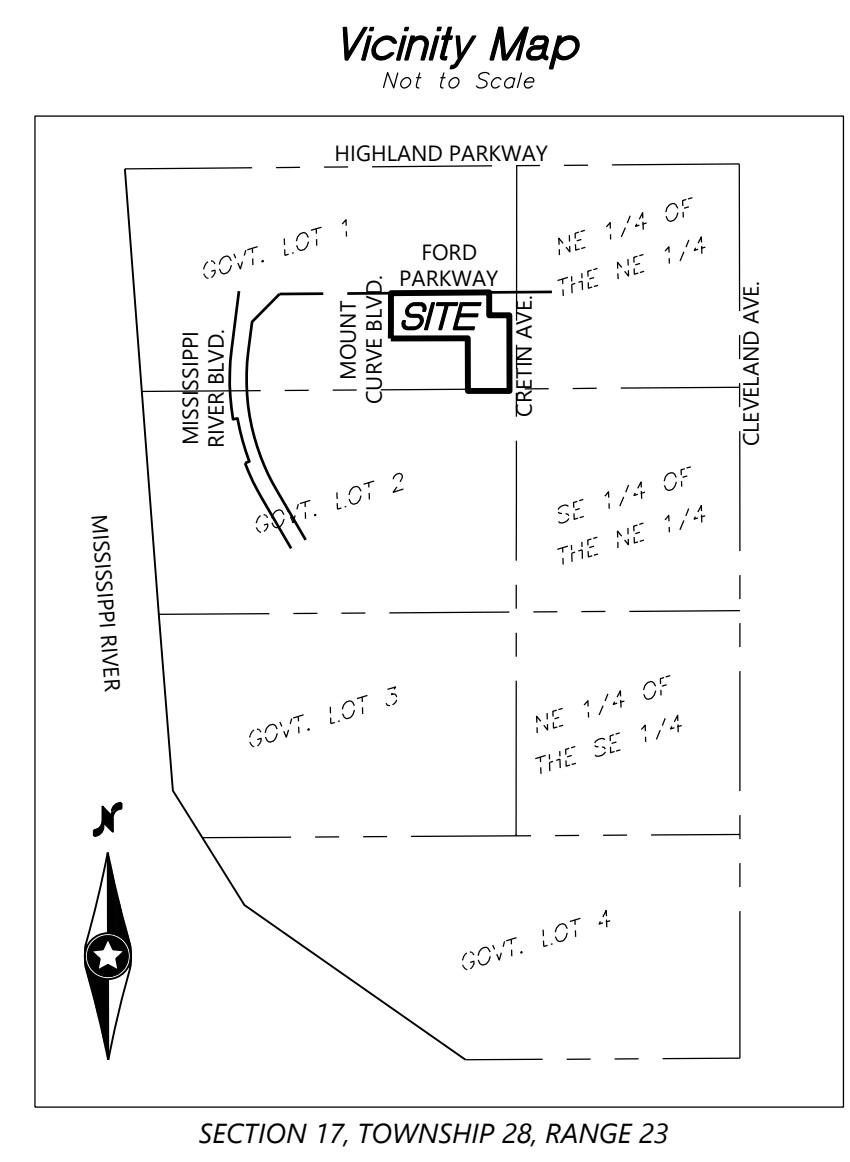 Vicinity Map
Not to Scale
HIGHLAND PARKWAY
GOVT. LOT 1
NE 1/4 OF
THE NE 1/4
FORD
PARKWAY
SITE
MOUNT
CURVE BLVD.
CRETIN AVE.
CLEVELAND AVE.
MISSISSIPPI
RIVER BLVD.
GOVT. LOT 2
SE 1/4 OF
THE NE 1/4
MISSISSIPPI RIVER
GOVT. LOT 3
NE 1/4 OF
THE SE 1/4
N
GOVT. LOT 4
SECTION 17, TOWNSHIP 28, RANGE 23